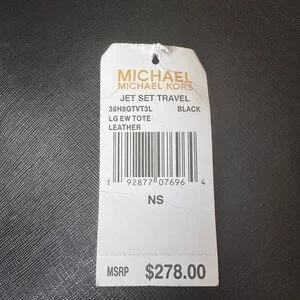 MICHAEL
MICHAEL KORS
JET SET TRAVEL
38H8GTVT3L BLACK
LG EW TOTE
LEATHER
1 92877 07696 4
NS
MSRP $278.00